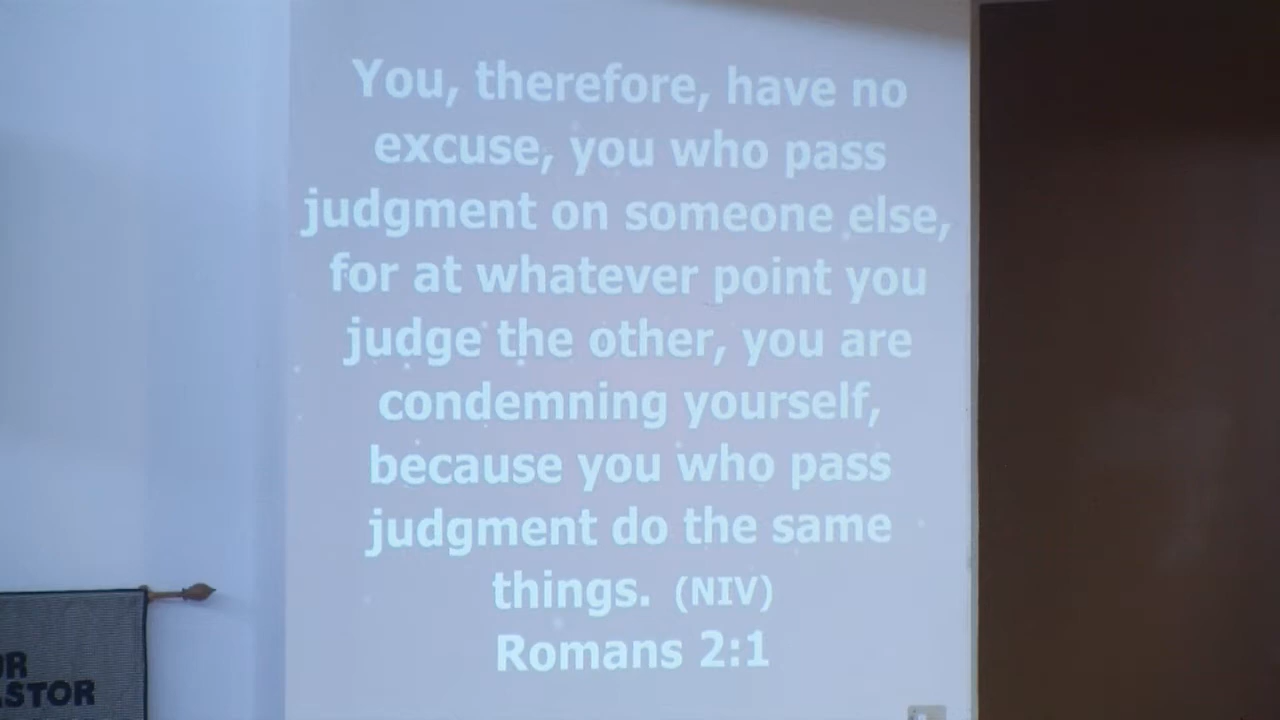 You, therefore, have no
excuse, you who pass
judgment on someone else,
for at whatever point you
judge the other, you are
condemning yourself,
because you who pass
judgment do the same
things. (NIV)
Romans 2:1
UR
ASTOR